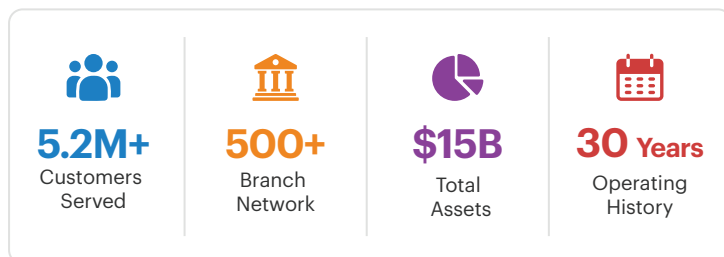 5.2M+
Customers
Served
500+
Branch
Network
$15B
Total
Assets
30 Years
Operating
History